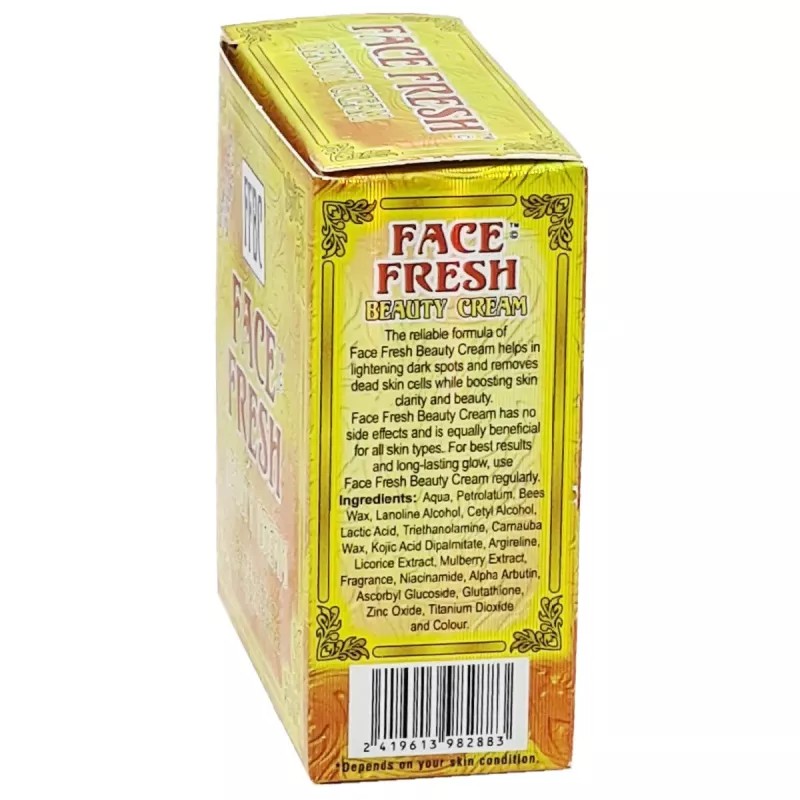 FACE FRESH ™
©
BEAUTY CREAM
FFBC
FACE
FRESH
FACE ™
©
FRESH
BEAUTY CREAM
The reliable formula of
Face Fresh Beauty Cream helps in
lightening dark spots and removes
dead skin cells while boosting skin
clarity and beauty.
Face Fresh Beauty Cream has no
side effects and is equally beneficial
for all skin types. For best results
and long-lasting glow, use
Face Fresh Beauty Cream regularly.
Ingredients: Aqua, Petrolatum, Bees
Wax, Lanoline Alcohol, Cetyl Alcohol,
Lactic Acid, Triethanolamine, Carnauba
Wax, Kojic Acid Dipalmitate, Argireline,
Licorice Extract, Mulberry Extract,
Fragrance, Niacinamide, Alpha Arbutin,
Ascorbyl Glucoside, Glutathione,
Zinc Oxide, Titanium Dioxide
and Colour.
2 419613 982883
*Depends on your skin condition.